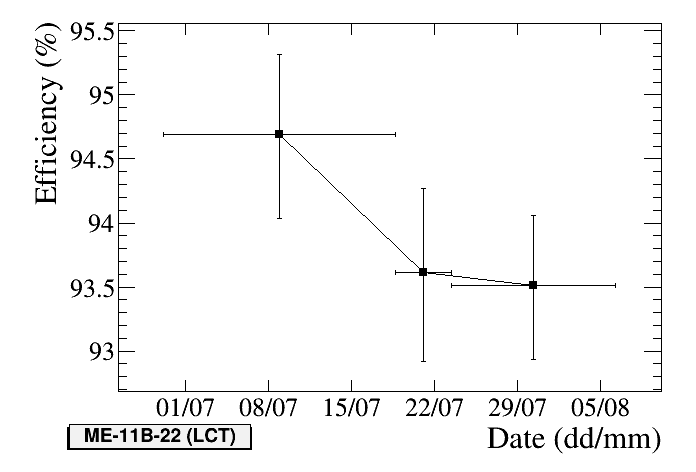 95.5
95
94.5
94
93.5
93
Efficiency (%)
01/07 08/07 15/07 22/07 29/07 05/08
ME-11B-22 (LCT)
Date (dd/mm)